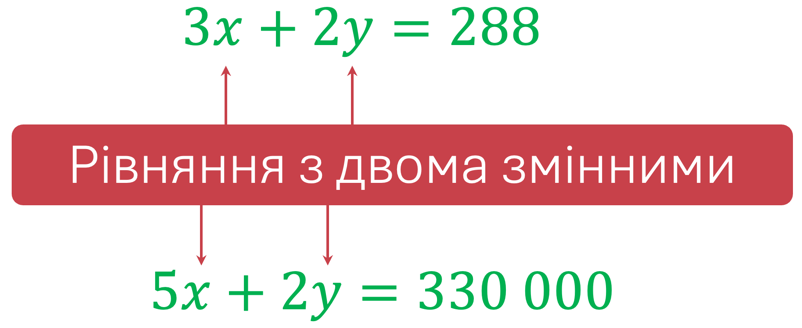 3x + 2y = 288
Рівняння з двома змінними
5x + 2y = 330 000